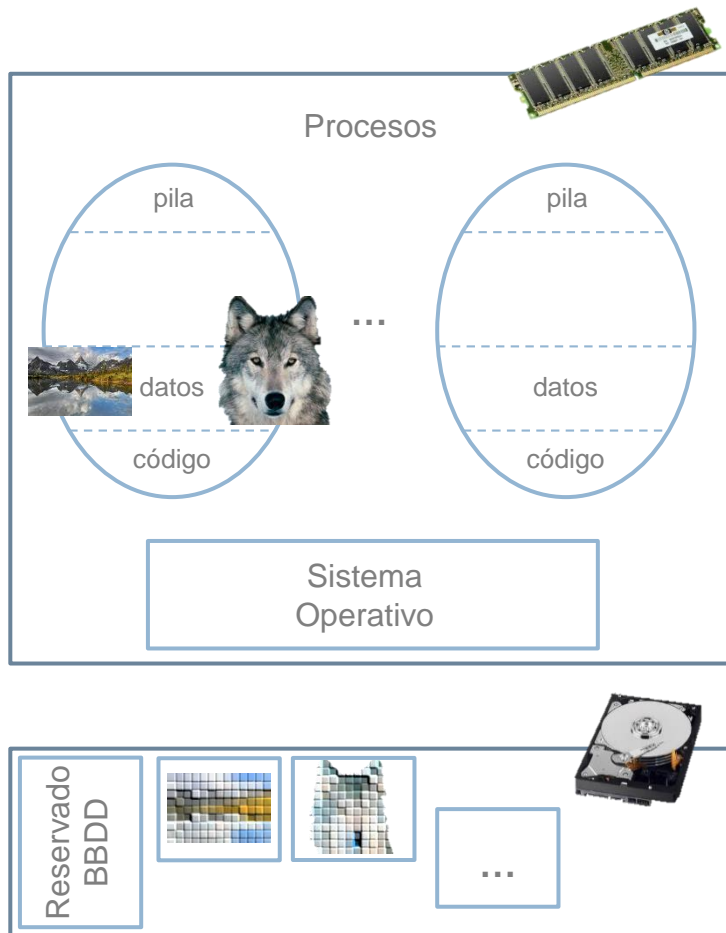 Procesos
pila
pila
...
datos
datos
código
código
Sistema
Operativo
Reservado
BBDD
...